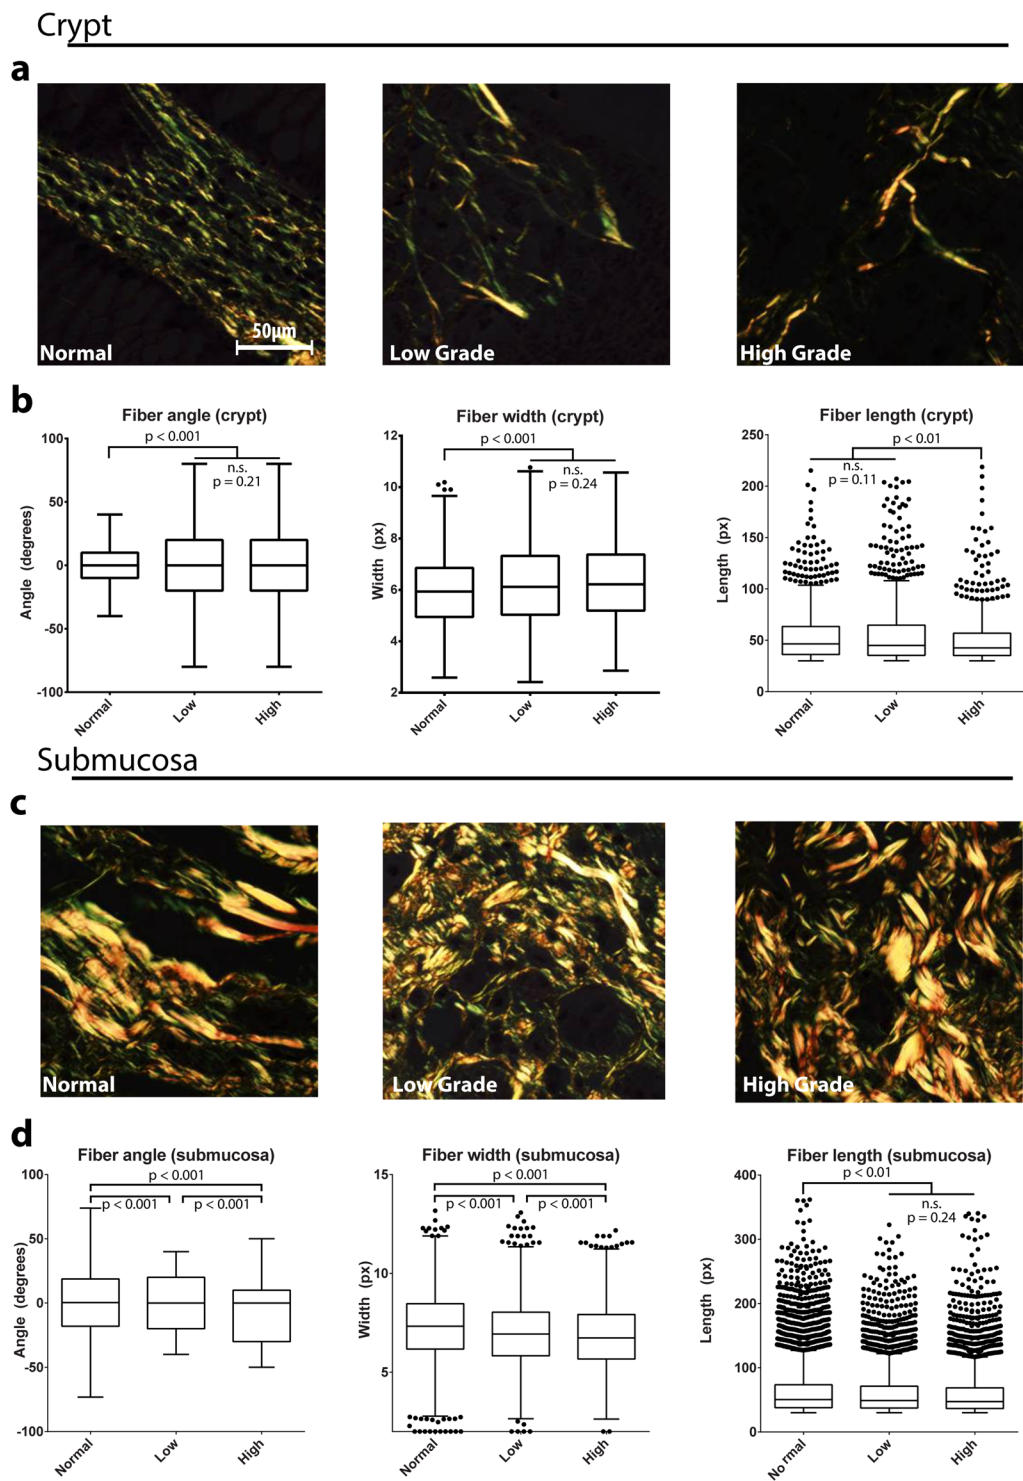 Crypt
a
Normal
50μm
Low Grade
High Grade
b
Fiber angle (crypt)
p < 0.001
n.s.
p = 0.21
Angle (degrees)
100
50
0
-50
-100
Normal
Low
High
Fiber width (crypt)
p < 0.001
n.s.
p = 0.24
Width (px)
12
10
8
6
4
2
Normal
Low
High
Fiber length (crypt)
p < 0.01
n.s.
p = 0.11
Length (px)
250
200
150
100
50
0
Normal
Low
High
Submucosa
c
Normal
Low Grade
High Grade
d
Fiber angle (submucosa)
p < 0.001
p < 0.001
p < 0.001
Angle (degrees)
100
50
0
-50
-100
Normal
Low
High
Fiber width (submucosa)
p < 0.001
p < 0.001
p < 0.001
Width (px)
15
10
5
Normal
Low
High
Fiber length (submucosa)
p < 0.01
n.s.
p = 0.24
Length (px)
400
300
200
100
0
Normal
Low
High